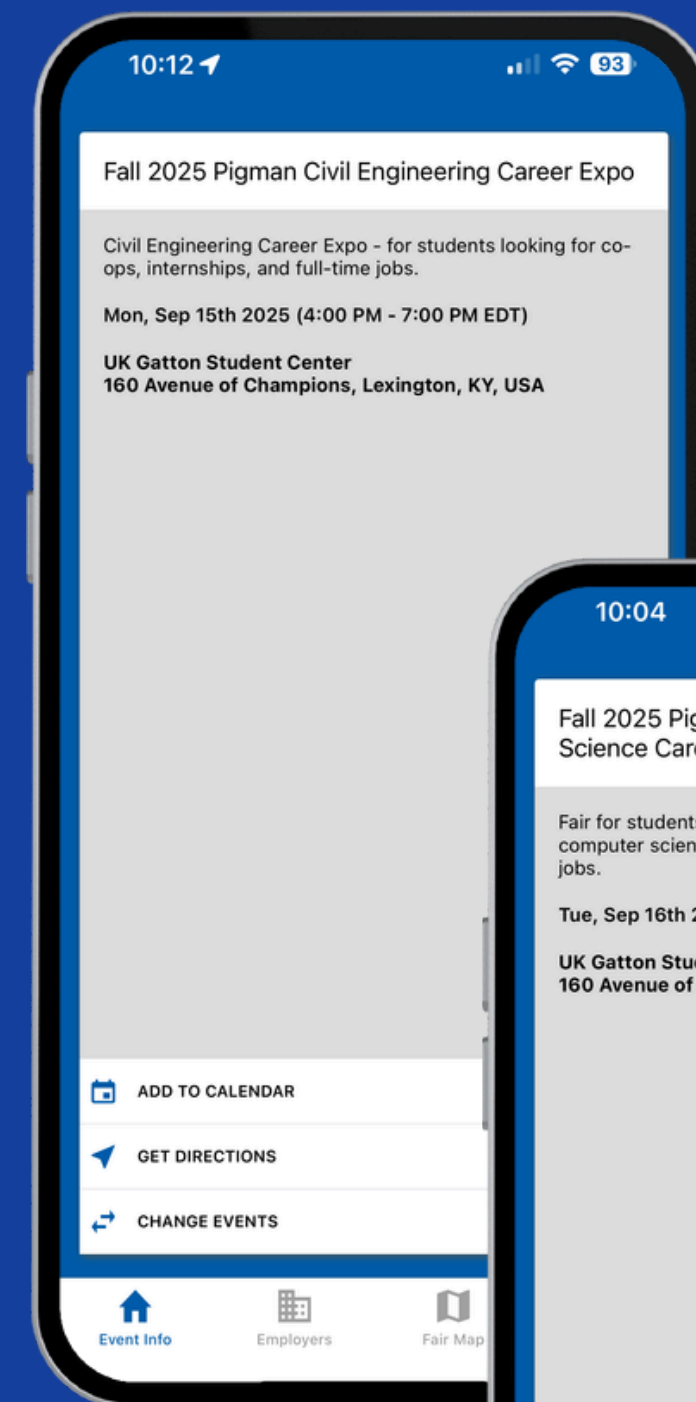 10:12
93
Fall 2025 Pigman Civil Engineering Career Expo
Civil Engineering Career Expo - for students looking for co-
ops, internships, and full-time jobs.
Mon, Sep 15th 2025 (4:00 PM - 7:00 PM EDT)
UK Gatton Student Center
160 Avenue of Champions, Lexington, KY, USA
ADD TO CALENDAR
GET DIRECTIONS
CHANGE EVENTS
Event Info
Employers
Fair Map
10:04
Fall 2025
Science
Fair for
computer
jobs.
Tue, Sep 16th
UK Gatton
160 Avenue of